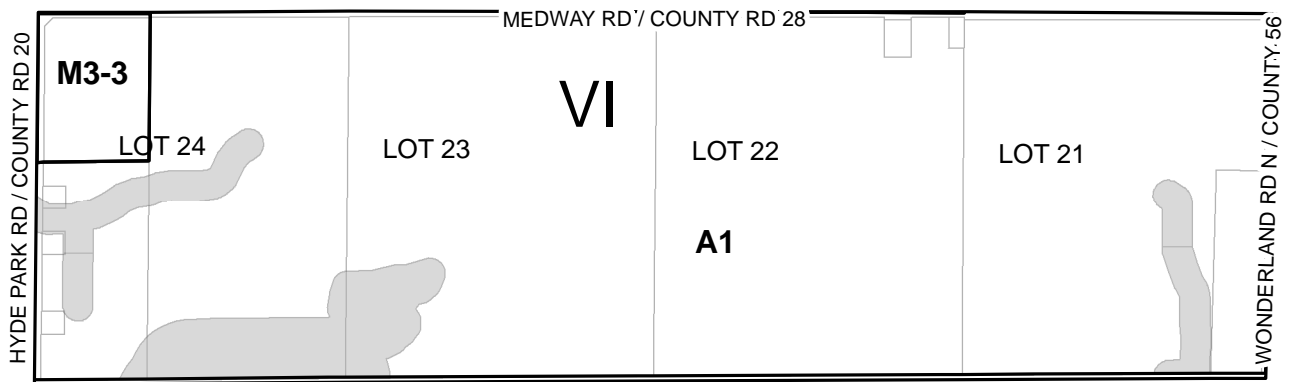 MEDWAY RD / COUNTY RD 28
HYDE PARK RD / COUNTY RD 20
WONDERLAND RD N / COUNTY 56
M3-3
VI
LOT 24
LOT 23
LOT 22
LOT 21
A1